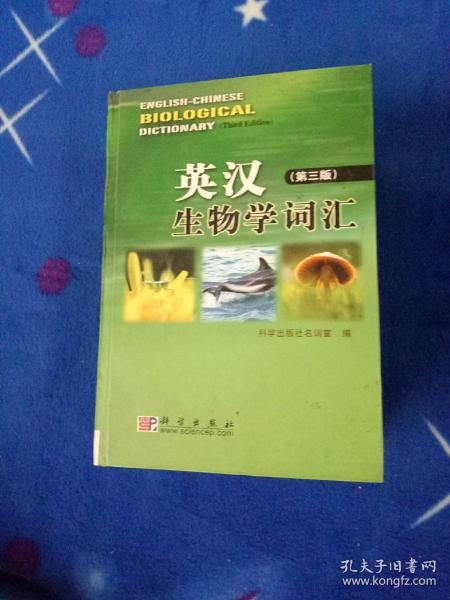 ENGLISH-CHINESE
BIOLOGICAL
DICTIONARY (Third Edition)
英汉 (第三版)
生物学词汇
科学出版社名词室 编
SP 科学出版社
www.sciencep.com
孔夫子旧书网
www.kongfz.com